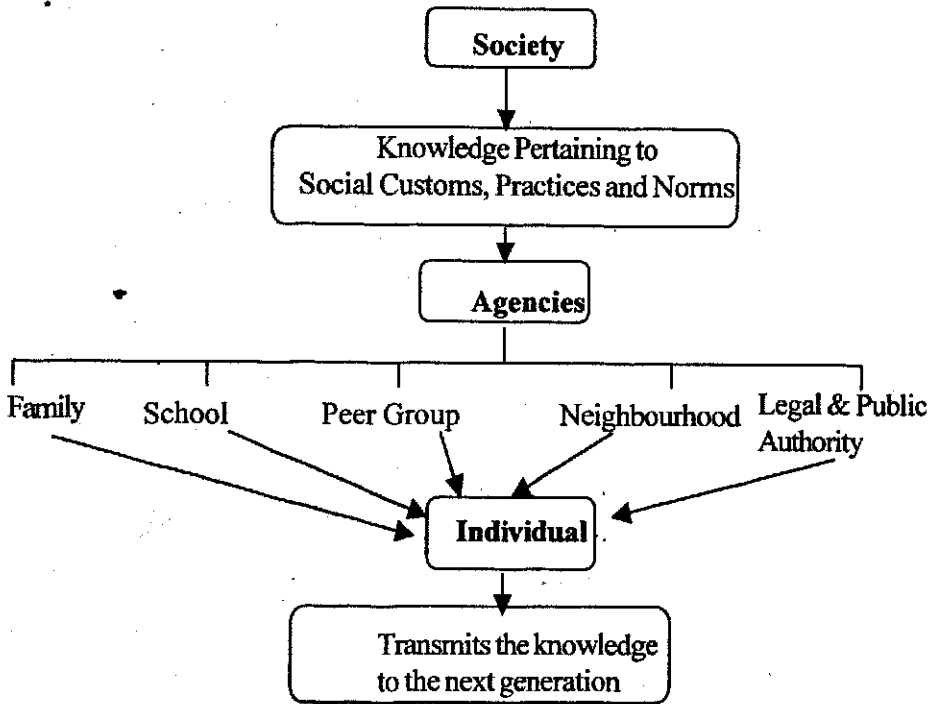 Society
Knowledge Pertaining to
Social Customs, Practices and Norms
Agencies
Family
School
Peer Group
Neighbourhood
Legal & Public
Authority
Individual
Transmits the knowledge
to the next generation